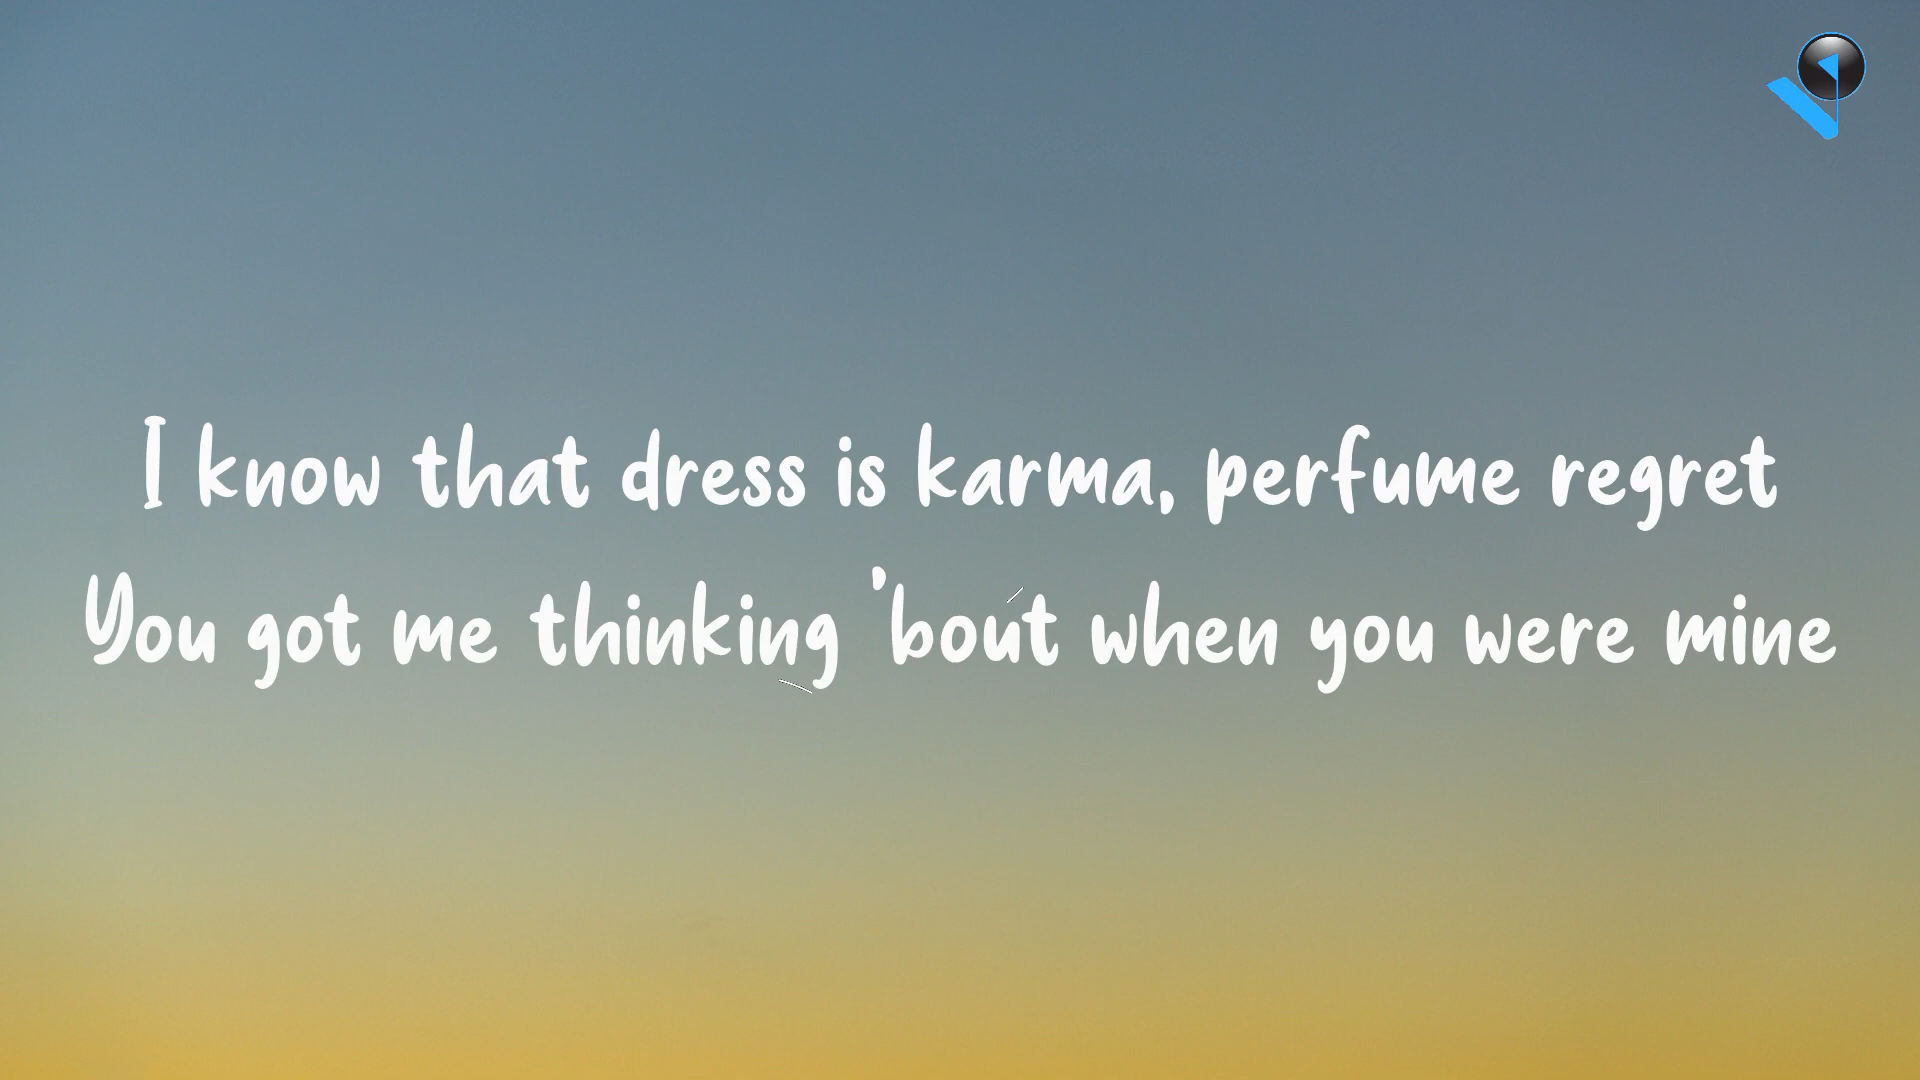 I know that dress is karma, perfume regret
You got me thinking 'bout when you were mine